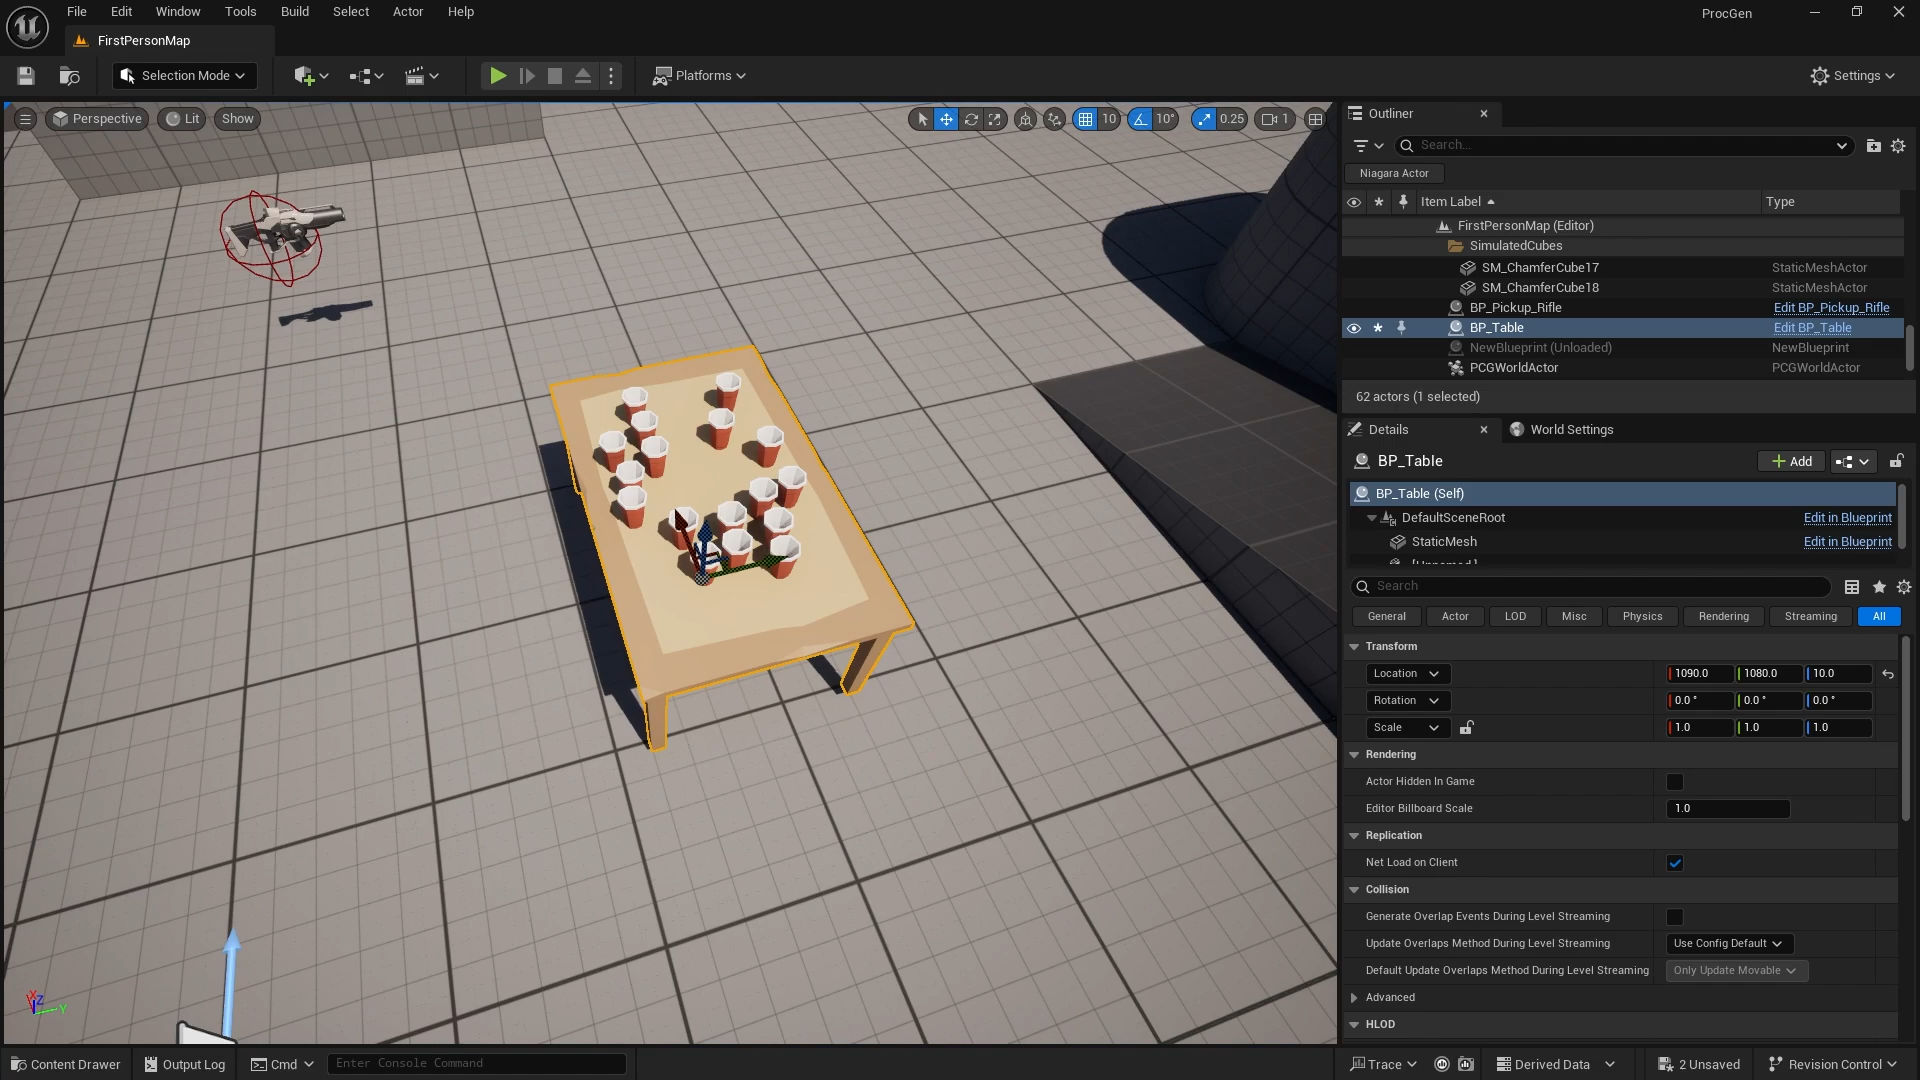 File Edit Window Tools Build Select Actor Help
ProcGen
FirstPersonMap
Selection Mode
Platforms
Settings
Perspective Lit Show
10 10° 0.25 1
Outliner
Search...
Niagara Actor
Item Label Type
FirstPersonMap (Editor)
SimulatedCubes
SM_ChamferCube17 StaticMeshActor
SM_ChamferCube18 StaticMeshActor
BP_Pickup_Rifle Edit BP_Pickup_Rifle
BP_Table Edit BP_Table
NewBlueprint (Unloaded) NewBlueprint
PCGWorldActor PCGWorldActor
62 actors (1 selected)
Details World Settings
BP_Table Add
BP_Table (Self)
DefaultSceneRoot Edit in Blueprint
StaticMesh Edit in Blueprint
Search
General Actor LOD Misc Physics Rendering Streaming All
Transform
Location 1090.0 1080.0 10.0
Rotation 0.0 ° 0.0 ° 0.0 °
Scale 1.0 1.0 1.0
Rendering
Actor Hidden In Game
Editor Billboard Scale 1.0
Replication
Net Load on Client
Collision
Generate Overlap Events During Level Streaming
Update Overlaps Method During Level Streaming Use Config Default
Default Update Overlaps Method During Level Streaming Only Update Movable
Advanced
HLOD
X Z Y
Content Drawer Output Log Cmd Enter Console Command
Trace Derived Data 2 Unsaved Revision Control